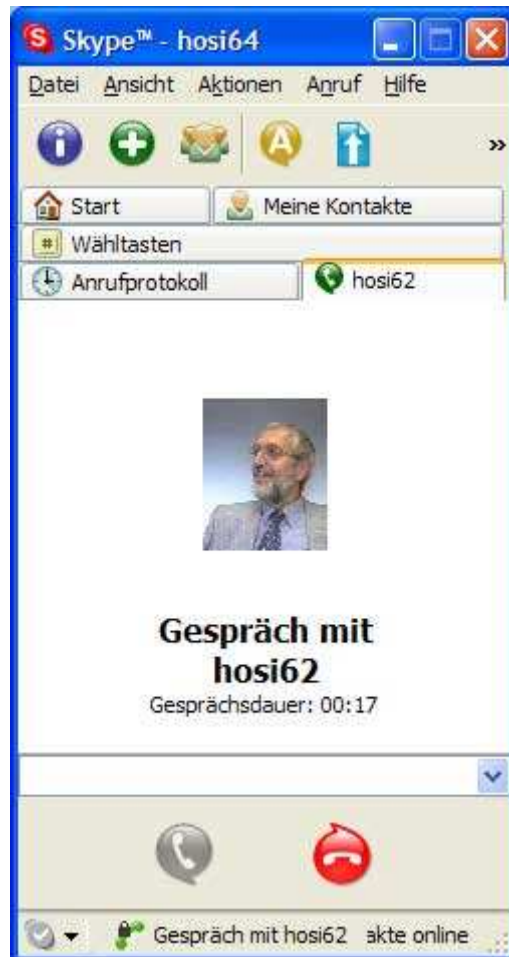 Skype™ - hosi64
Datei Ansicht Aktionen Anruf Hilfe
A »
Start Meine Kontakte
# Wähltasten
Anrufprotokoll hosi62
Gespräch mit
hosi62
Gesprächsdauer: 00:17
Gespräch mit hosi62 akte online